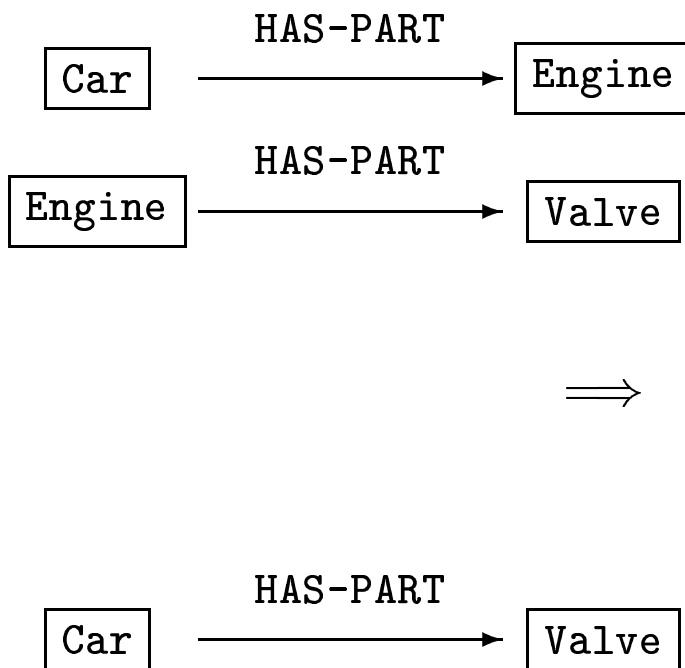 HAS-PART
Car Engine
HAS-PART
Engine Valve
⟹
HAS-PART
Car Valve